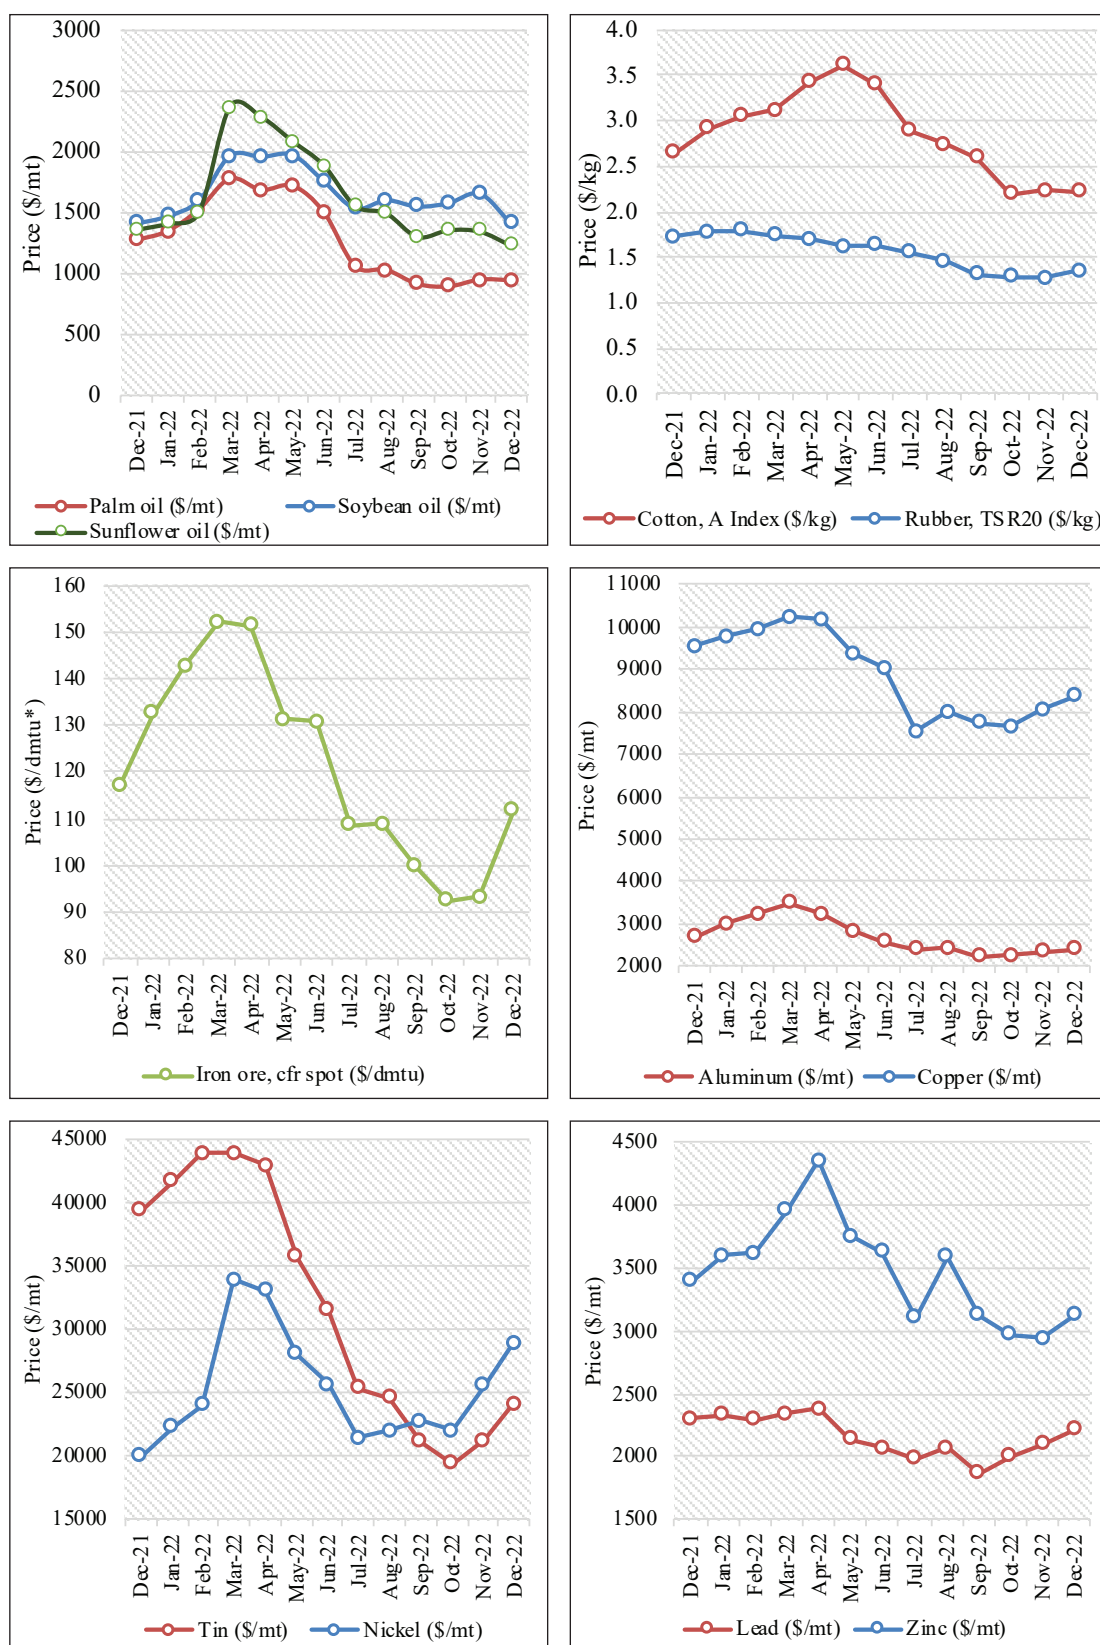 3000
2500
2000
1500
1000
500
0
Price ($/mt)
Dec-21
Jan-22
Feb-22
Mar-22
Apr-22
May-22
Jun-22
Jul-22
Aug-22
Sep-22
Oct-22
Nov-22
Dec-22
Palm oil ($/mt) Soybean oil ($/mt)
Sunflower oil ($/mt)
4.0
3.5
3.0
2.5
2.0
1.5
1.0
0.5
0.0
Price ($/kg)
Dec-21
Jan-22
Feb-22
Mar-22
Apr-22
May-22
Jun-22
Jul-22
Aug-22
Sep-22
Oct-22
Nov-22
Dec-22
Cotton, A Index ($/kg) Rubber, TSR20 ($/kg)
160
150
140
130
120
110
100
90
80
Price ($/dmtu*)
Dec-21
Jan-22
Feb-22
Mar-22
Apr-22
May-22
Jun-22
Jul-22
Aug-22
Sep-22
Oct-22
Nov-22
Dec-22
Iron ore, cfr spot ($/dmtu)
11000
10000
9000
8000
7000
6000
5000
4000
3000
2000
Price ($/mt)
Dec-21
Jan-22
Feb-22
Mar-22
Apr-22
May-22
Jun-22
Jul-22
Aug-22
Sep-22
Oct-22
Nov-22
Dec-22
Aluminum ($/mt) Copper ($/mt)
45000
40000
35000
30000
25000
20000
15000
Price ($/mt)
Dec-21
Jan-22
Feb-22
Mar-22
Apr-22
May-22
Jun-22
Jul-22
Aug-22
Sep-22
Oct-22
Nov-22
Dec-22
Tin ($/mt) Nickel ($/mt)
4500
4000
3500
3000
2500
2000
1500
Price ($/mt)
Dec-21
Jan-22
Feb-22
Mar-22
Apr-22
May-22
Jun-22
Jul-22
Aug-22
Sep-22
Oct-22
Nov-22
Dec-22
Lead ($/mt) Zinc ($/mt)